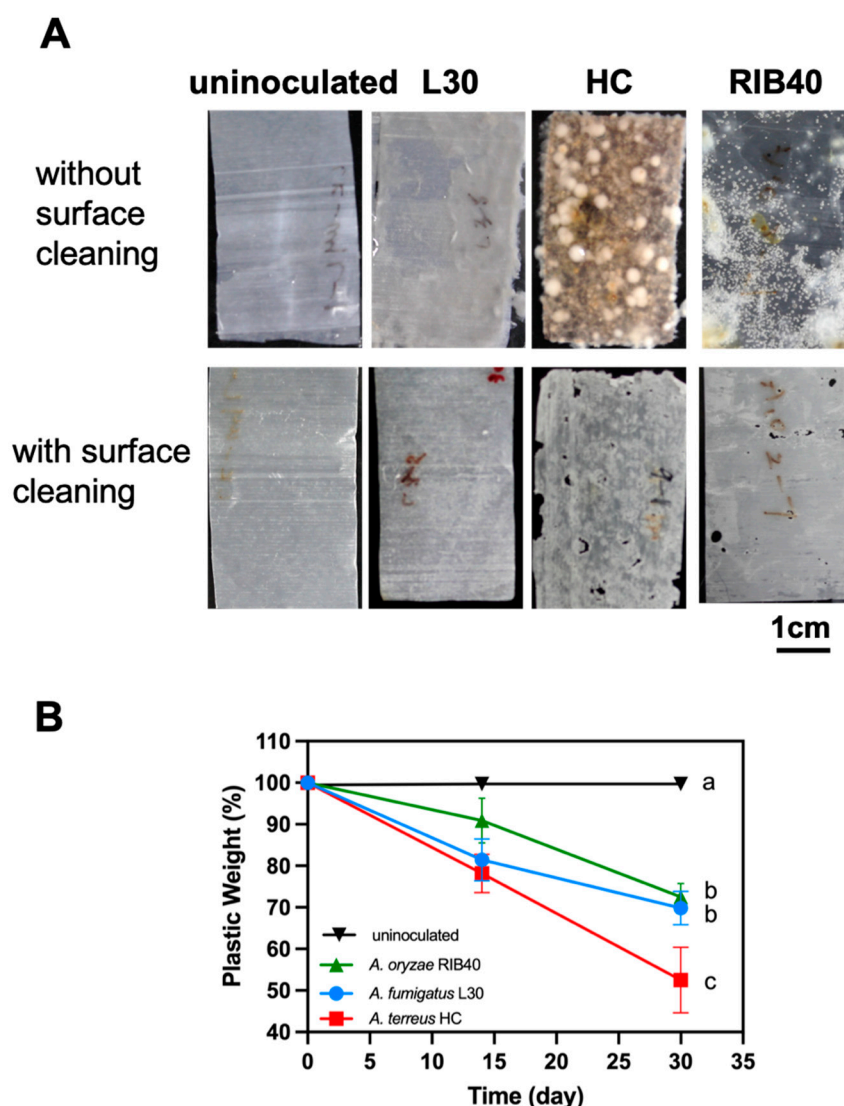 A
uninoculated L30 HC RIB40
without
surface
cleaning
with surface
cleaning
1cm
B
110
100
90
80
70
60
50
40
Plastic Weight (%)
a
b
b
c
uninoculated
A. oryzae RIB40
A. fumigatus L30
A. terreus HC
0 5 10 15 20 25 30 35
Time (day)